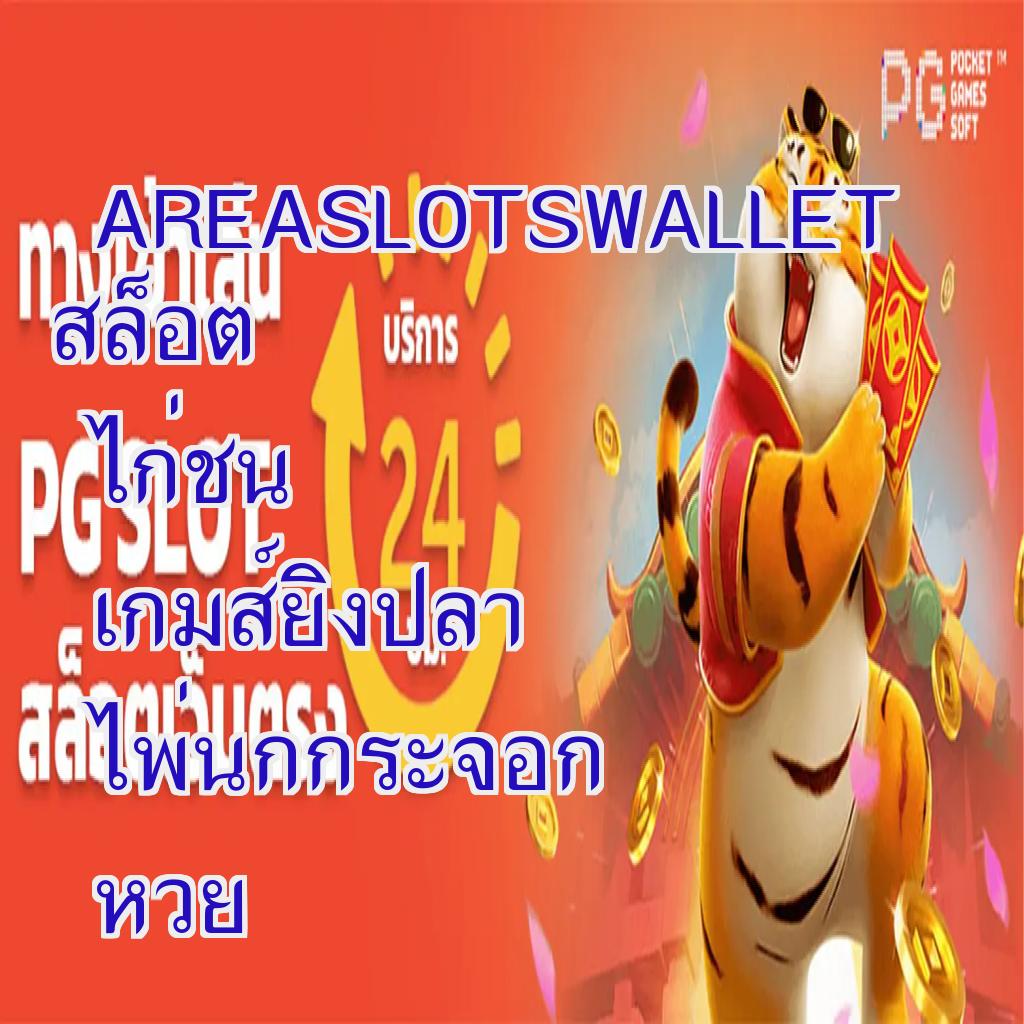 POCKET ™
GAMES
SOFT
PG
AREASLOTSWALLET
สล็อต
บริการ
ไก่ชน
24
PG SLOT
เกมส์ยิงปลา
ไพ่นกกระจอก
หวย